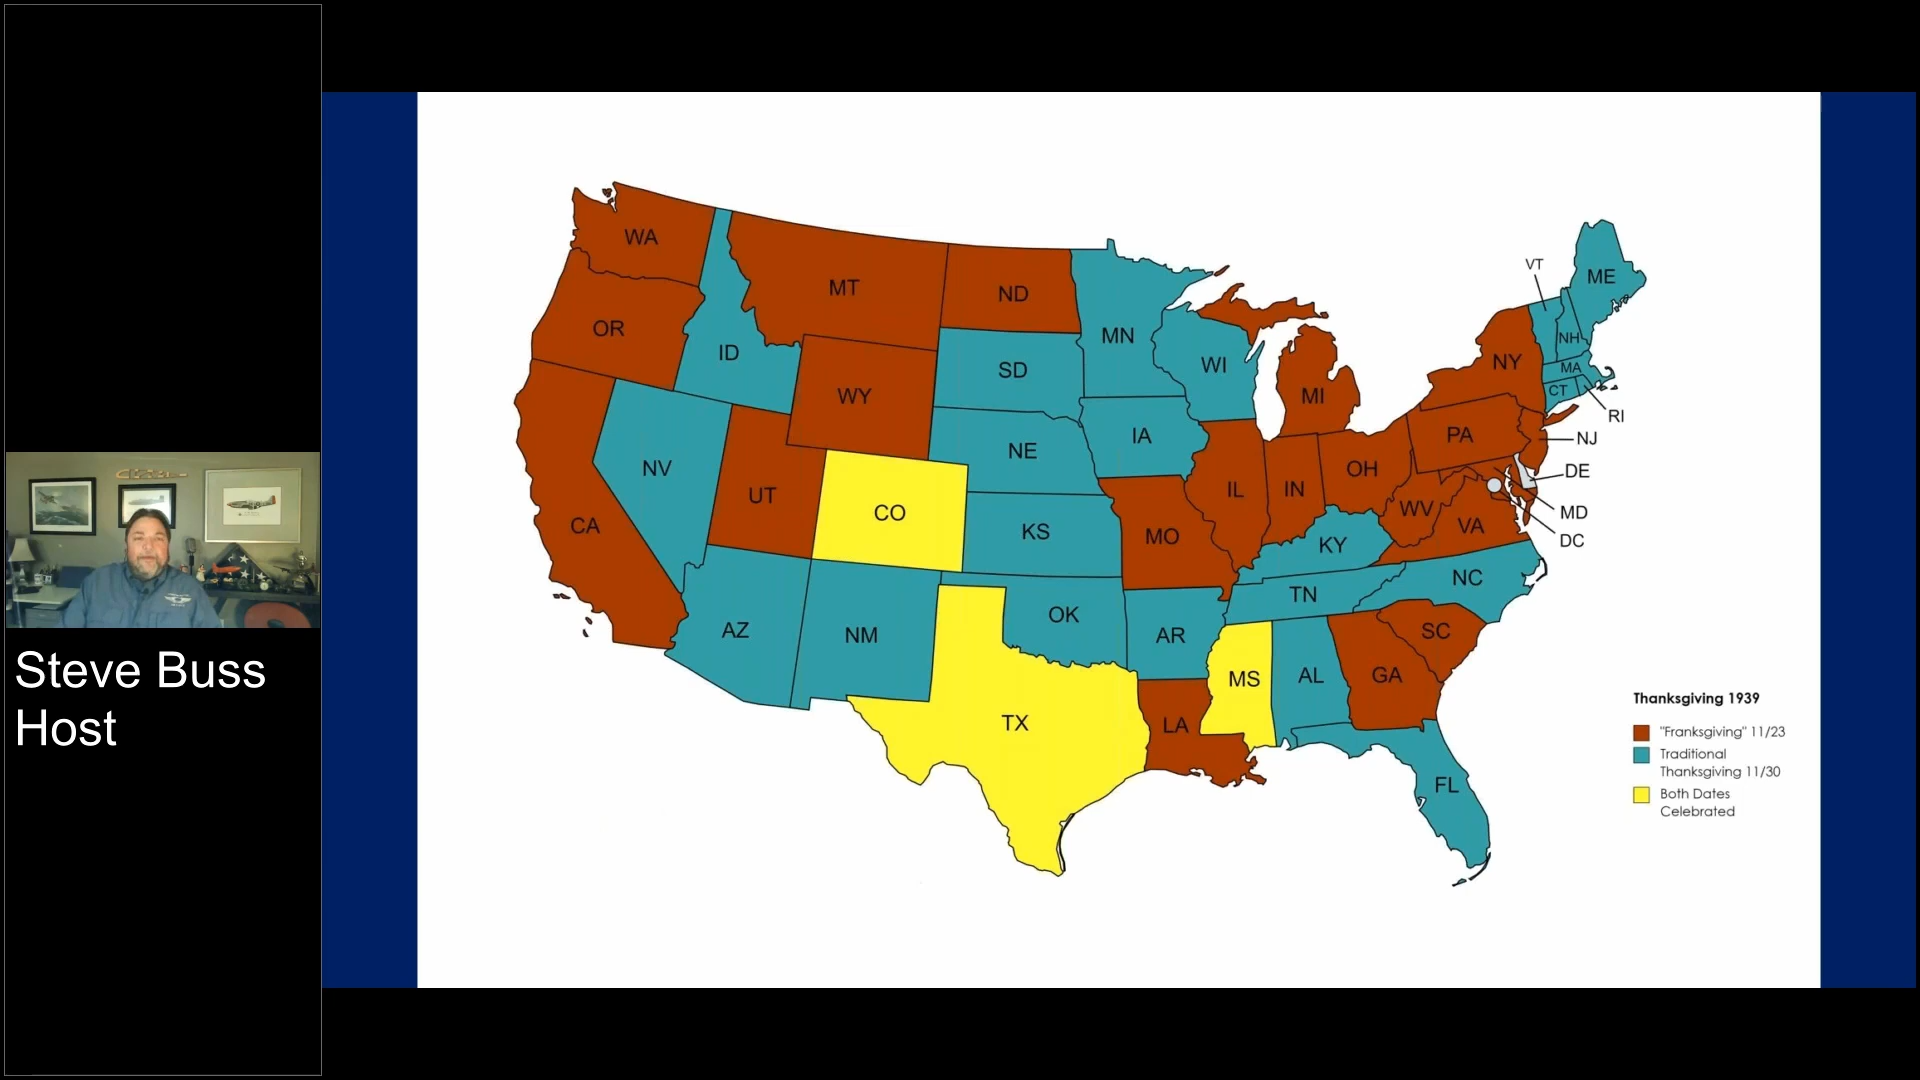 Steve Buss
Host
WA
OR
CA
ID
NV
MT
WY
UT
AZ
CO
NM
ND
SD
NE
KS
OK
TX
MN
IA
MO
AR
LA
WI
IL
MS
MI
IN
KY
TN
AL
OH
WV
VA
NC
SC
GA
FL
PA
NY
VT
NH
ME
MA
CT
RI
NJ
DE
MD
DC
Thanksgiving 1939
"Franksgiving" 11/23
Traditional
Thanksgiving 11/30
Both Dates
Celebrated